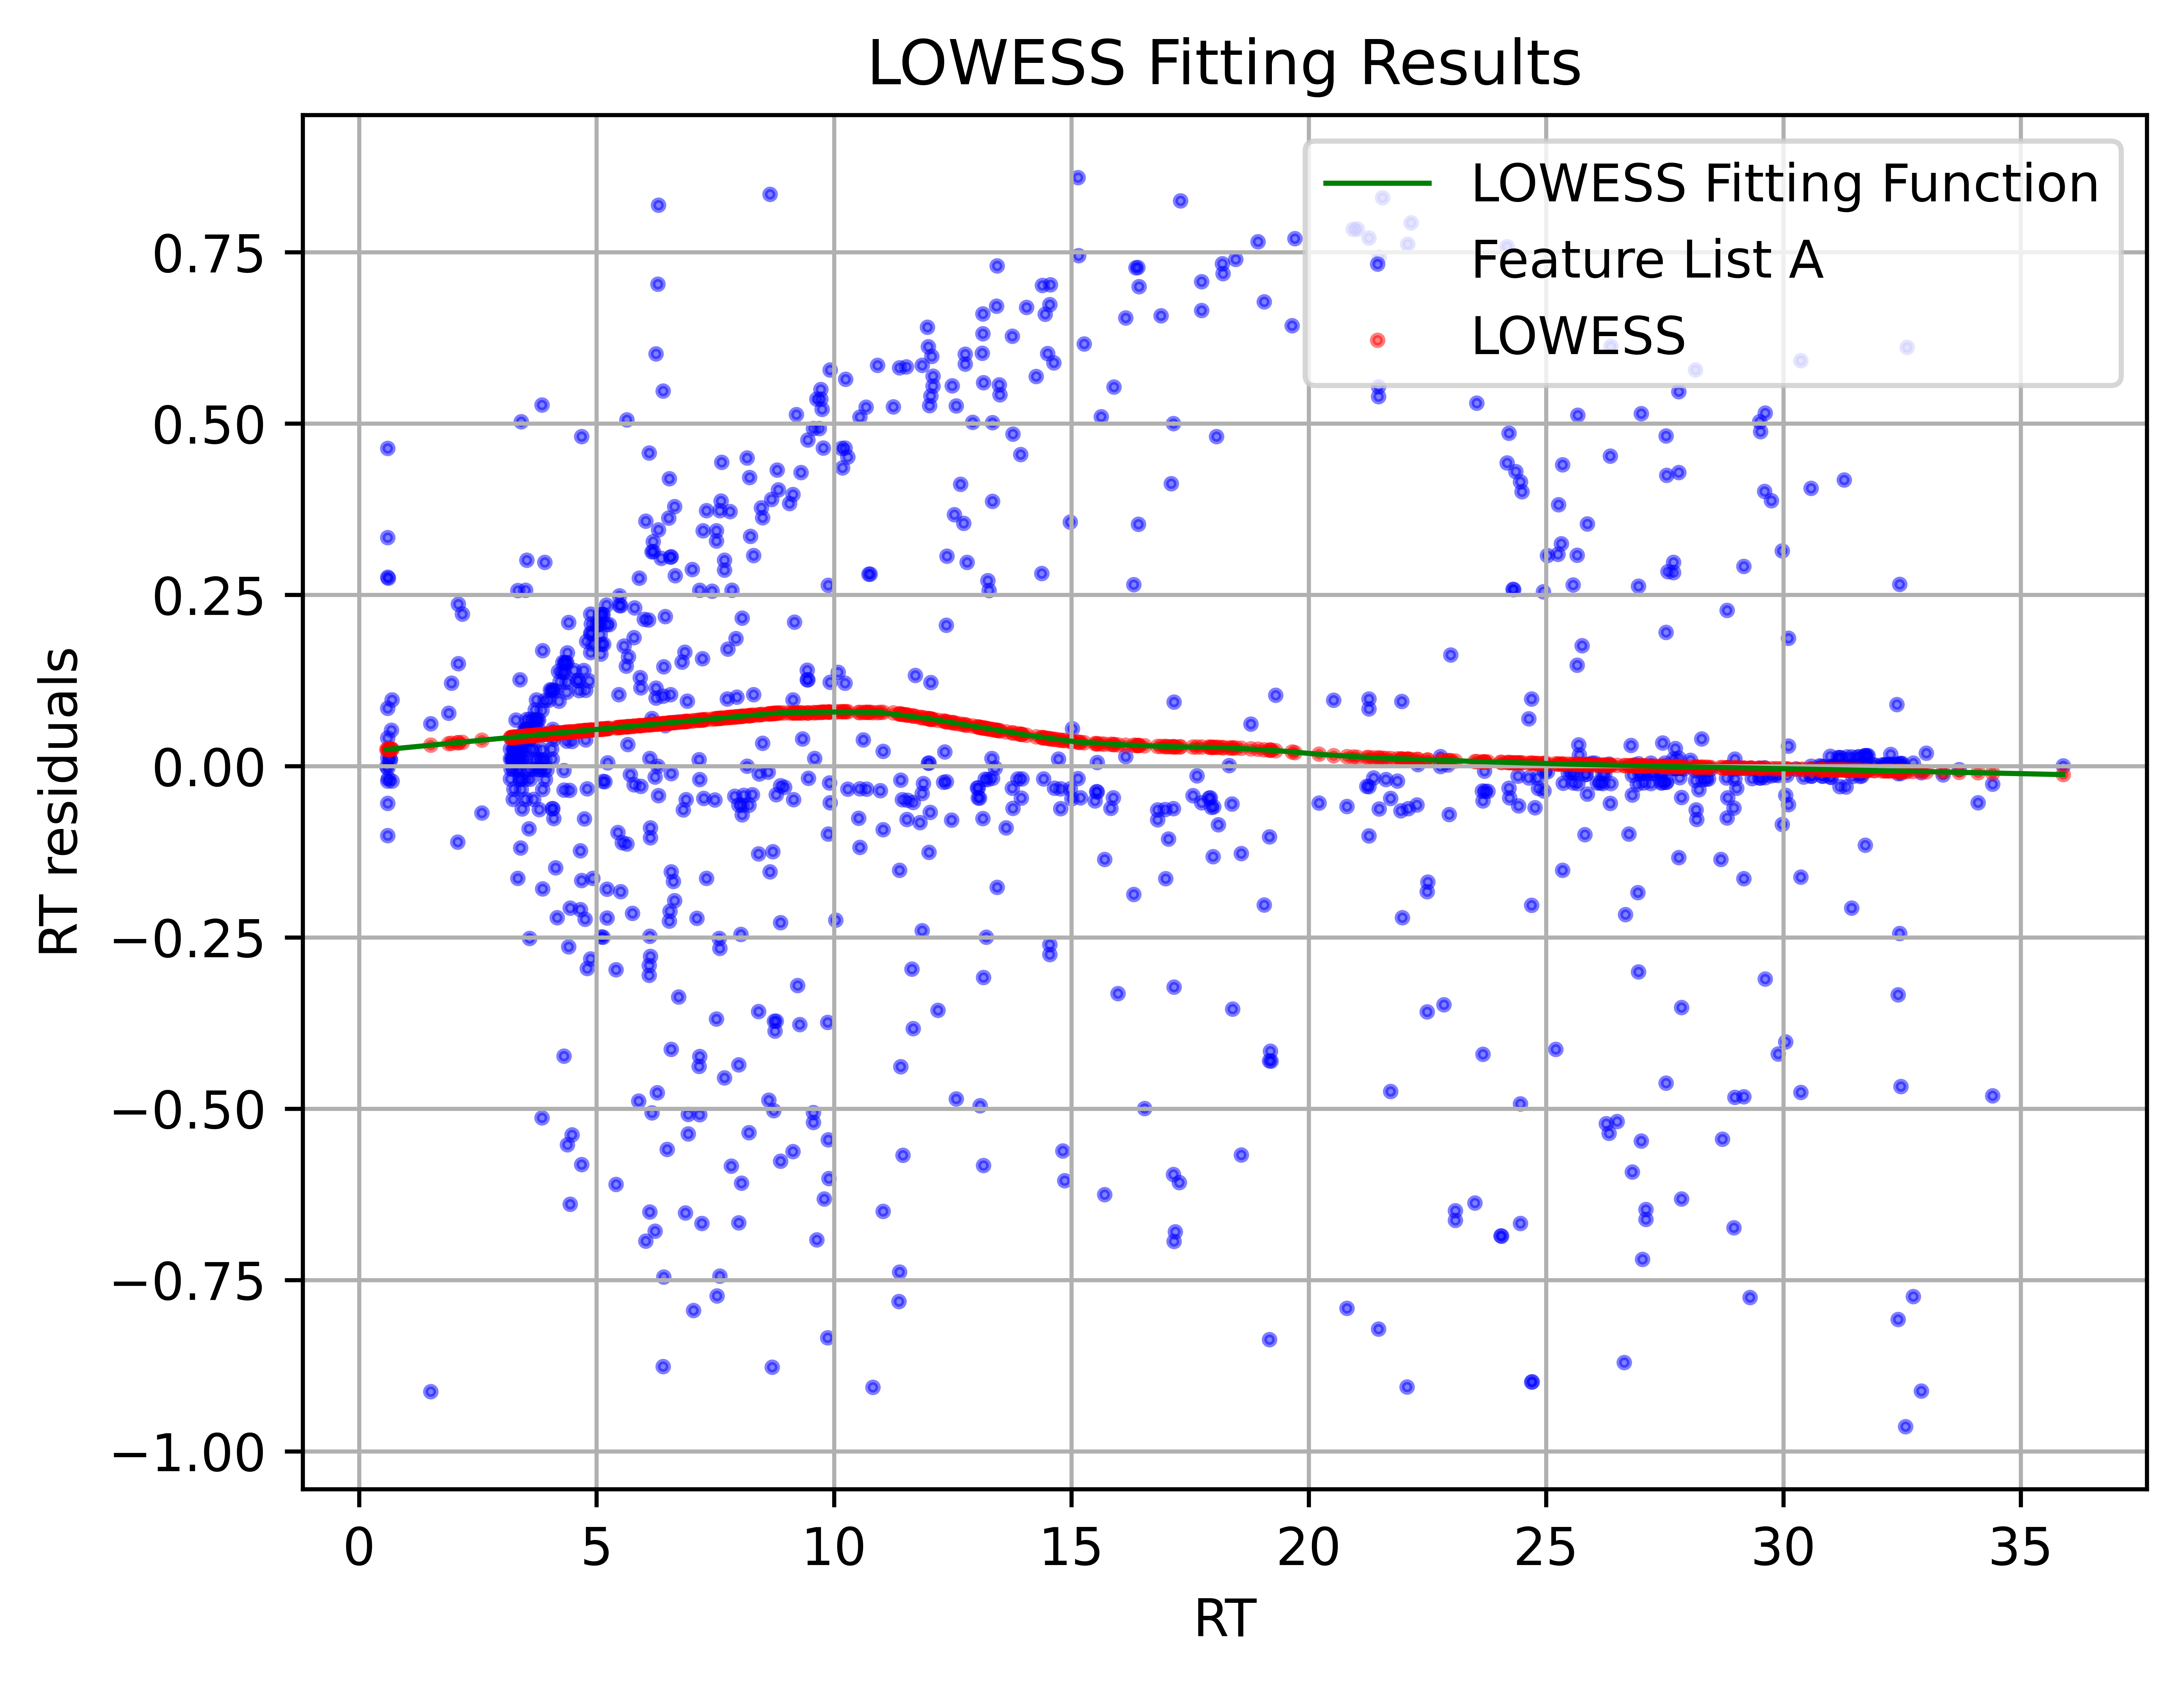 LOWESS Fitting Results
LOWESS Fitting Function
Feature List A
LOWESS
RT residuals
0.75
0.50
0.25
0.00
−0.25
−0.50
−0.75
−1.00
0 5 10 15 20 25 30 35
RT